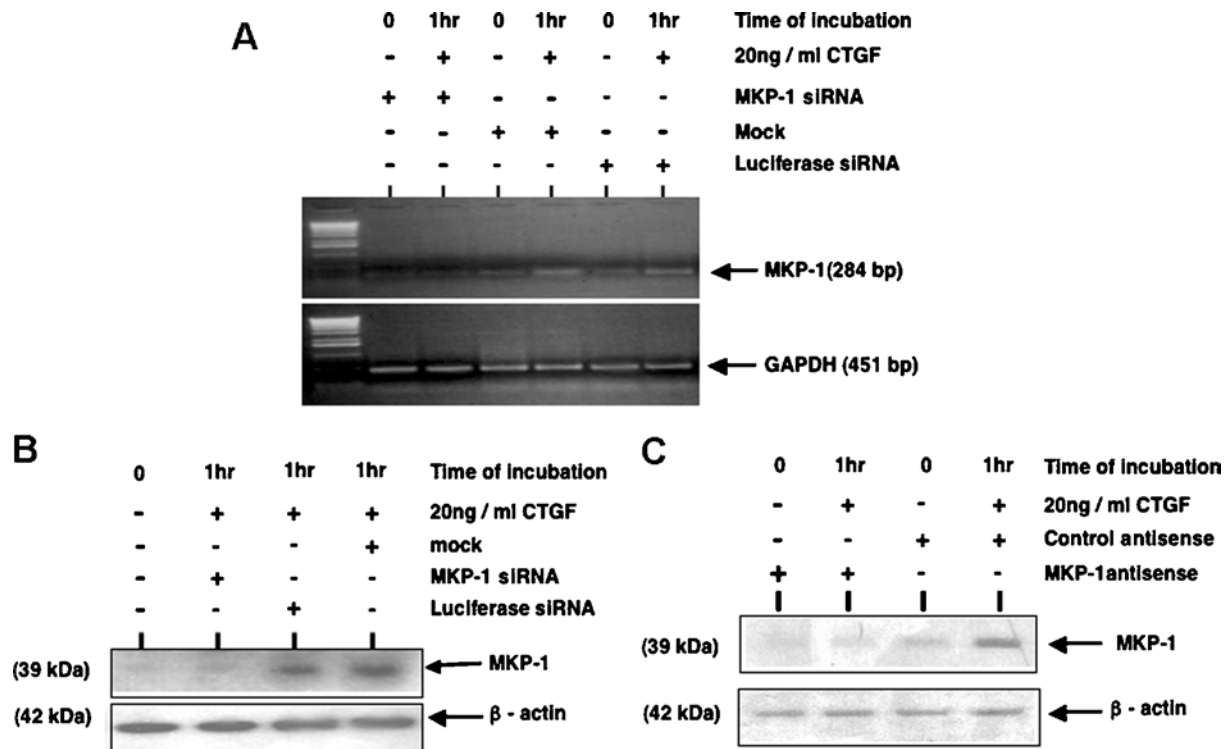 A
0 1hr 0 1hr 0 1hr Time of incubation
- + - + - + 20ng / ml CTGF
+ + - - - - MKP-1 siRNA
- - + + - - Mock
- - - - + + Luciferase siRNA
MKP-1(284 bp)
GAPDH (451 bp)
B
0 1hr 1hr 1hr Time of incubation
- + + + 20ng / ml CTGF
- - - + mock
- + - - MKP-1 siRNA
- - + - Luciferase siRNA
(39 kDa) MKP-1
(42 kDa) β - actin
C
0 1hr 0 1hr Time of incubation
- + - + 20ng / ml CTGF
- - + + Control antisense
+ + - - MKP-1antisense
(39 kDa) MKP-1
(42 kDa) β - actin